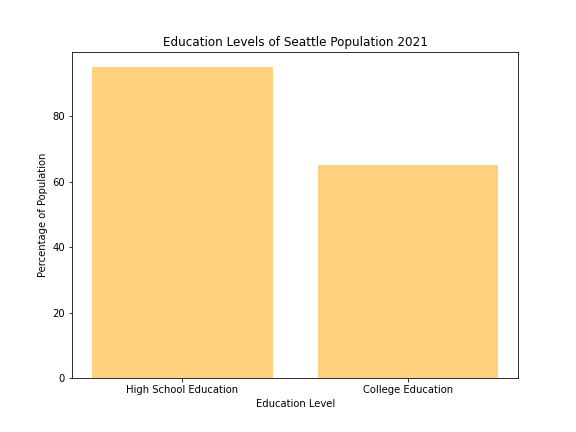 Education Levels of Seattle Population 2021
Percentage of Population
80
60
40
20
0
High School Education
College Education
Education Level